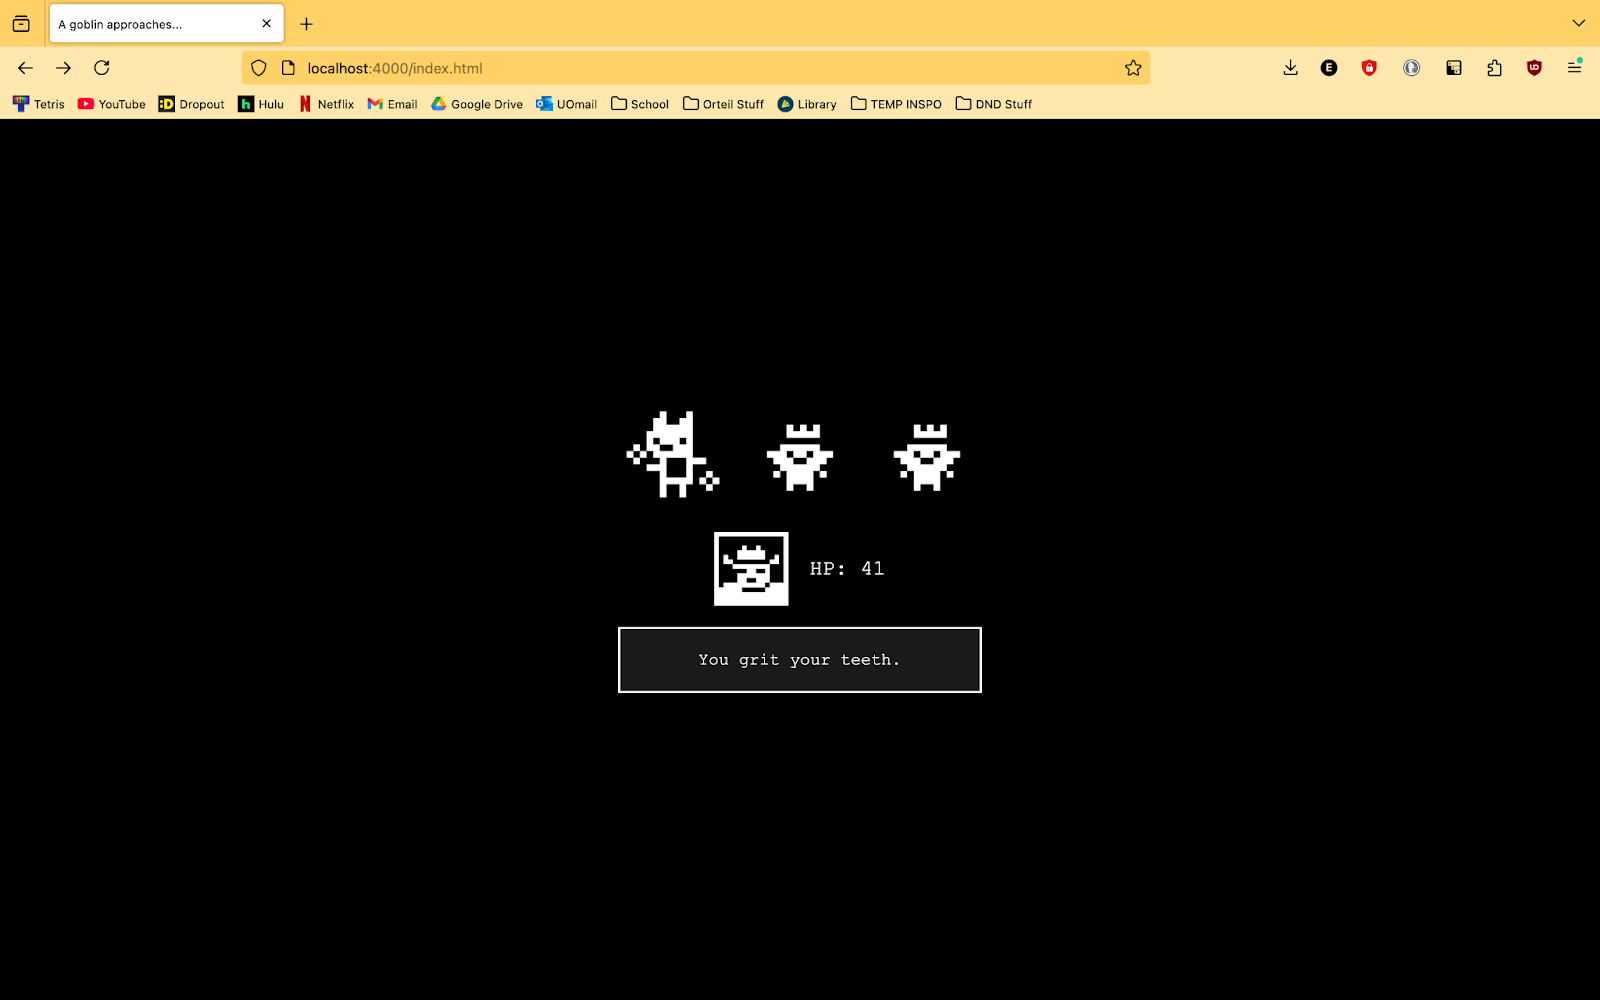 A goblin approaches...
localhost:4000/index.html
E
Tetris YouTube Dropout Hulu Netflix Email Google Drive UOmail School Orteil Stuff Library TEMP INSPO DND Stuff
HP: 41
You grit your teeth.